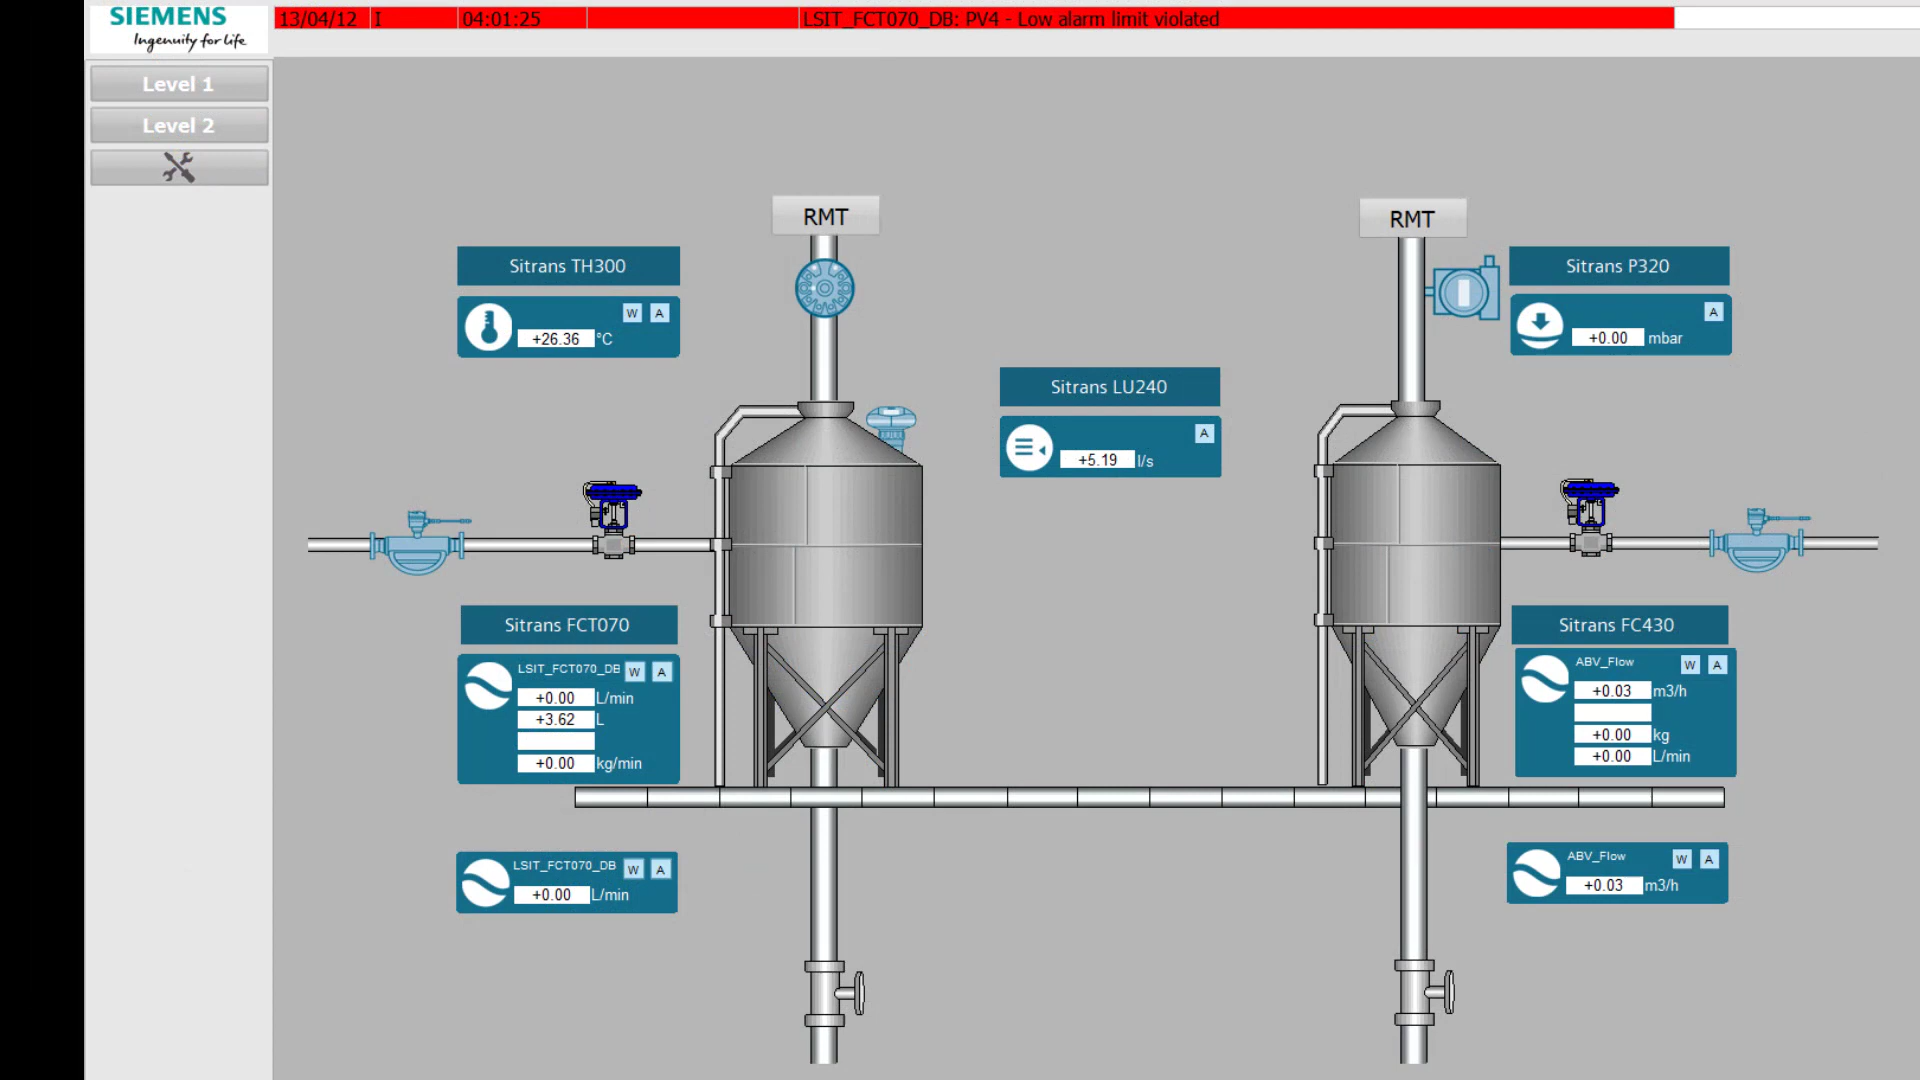 SIEMENS
Ingenuity for life
13/04/12 I 04:01:25 LSIT_FCT070_DB: PV4 - Low alarm limit violated
Level 1
Level 2
RMT
RMT
Sitrans TH300
W A
+26.36 °C
Sitrans P320
A
+0.00 mbar
Sitrans LU240
A
+5.19 l/s
Sitrans FCT070
LSIT_FCT070_DB W A
+0.00 L/min
+3.62 L
+0.00 kg/min
Sitrans FC430
ABV_Flow W A
+0.03 m3/h
+0.00 kg
+0.00 L/min
LSIT_FCT070_DB W A
+0.00 L/min
ABV_Flow W A
+0.03 m3/h